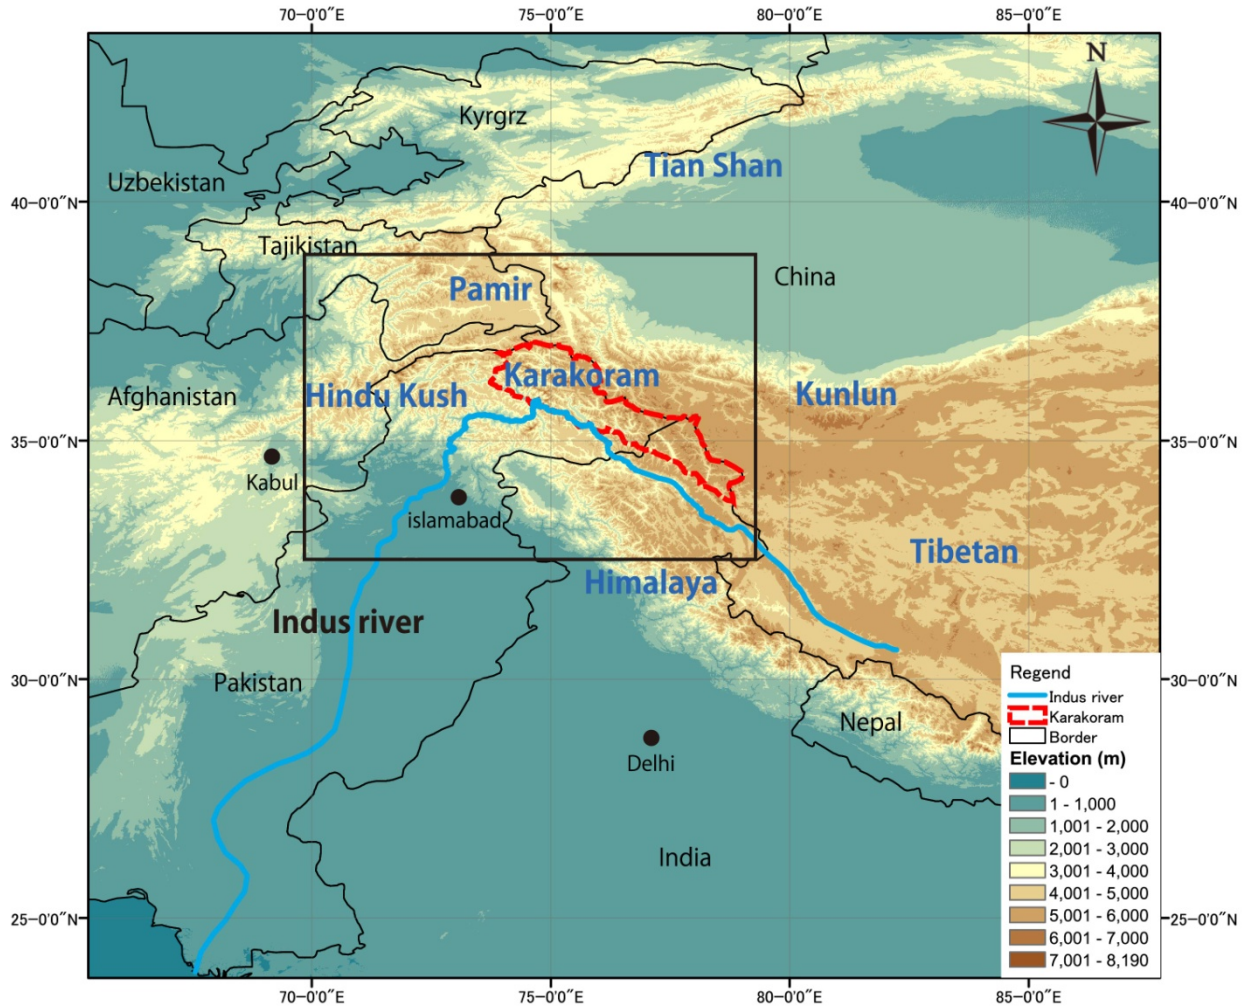 70-0'0"E
75-0'0"E
80-0'0"E
85-0'0"E
N
Kyrgrz
Tian Shan
Uzbekistan
40-0'0"N
40-0'0"N
Tajikistan
China
Pamir
Karakoram
Hindu Kush
Kunlun
Afghanistan
35-0'0"N
35-0'0"N
Kabul
islamabad
Tibetan
Himalaya
Indus river
Pakistan
30-0'0"N
30-0'0"N
Nepal
Delhi
India
25-0'0"N
25-0'0"N
Regend
Indus river
Karakoram
Border
Elevation (m)
- 0
1 - 1,000
1,001 - 2,000
2,001 - 3,000
3,001 - 4,000
4,001 - 5,000
5,001 - 6,000
6,001 - 7,000
7,001 - 8,190
70-0'0"E
75-0'0"E
80-0'0"E
85-0'0"E